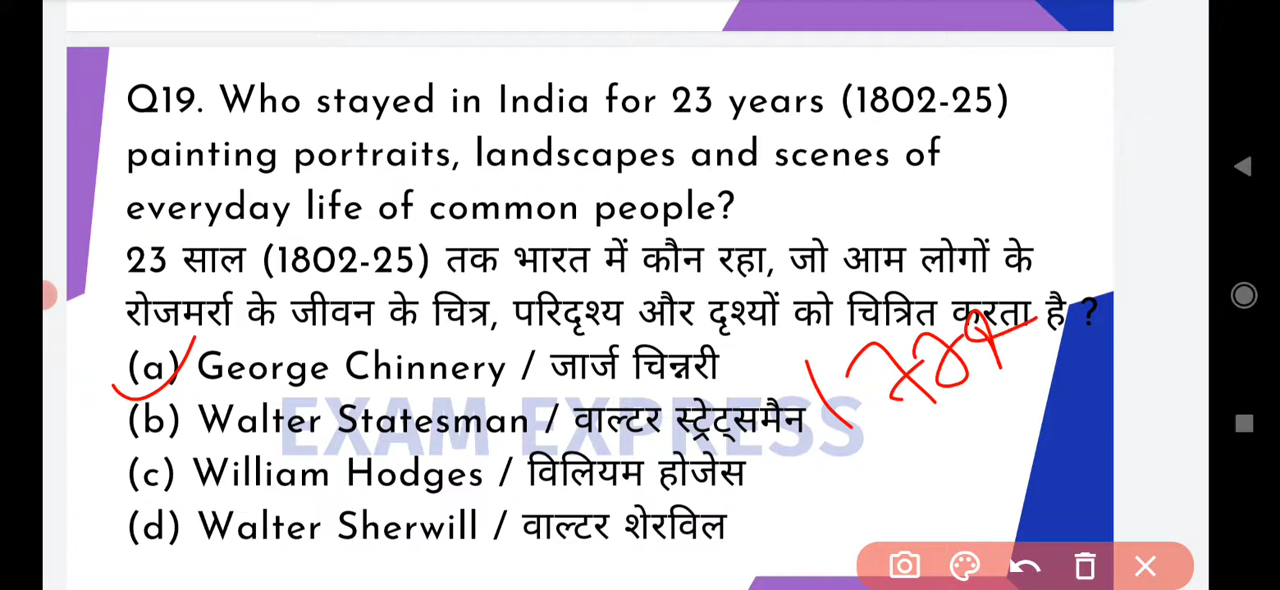 Q19. Who stayed in India for 23 years (1802-25)
painting portraits, landscapes and scenes of
everyday life of common people?
23 साल (1802-25) तक भारत में कौन रहा, जो आम लोगों के
रोजमर्रा के जीवन के चित्र, परिदृश्य और दृश्यों को चित्रित करता है ?
(a) George Chinnery / जार्ज चिन्नरी
(b) Walter Statesman / वाल्टर स्ट्रेट्समैन
EXAM EXPRESS
(c) William Hodges / विलियम होजेस
(d) Walter Sherwill / वाल्टर शेरविल